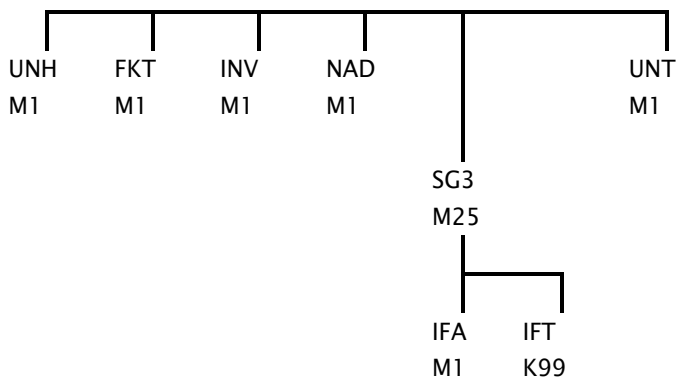 UNH FKT INV NAD UNT
M1 M1 M1 M1 M1
SG3
M25
IFA IFT
M1 K99